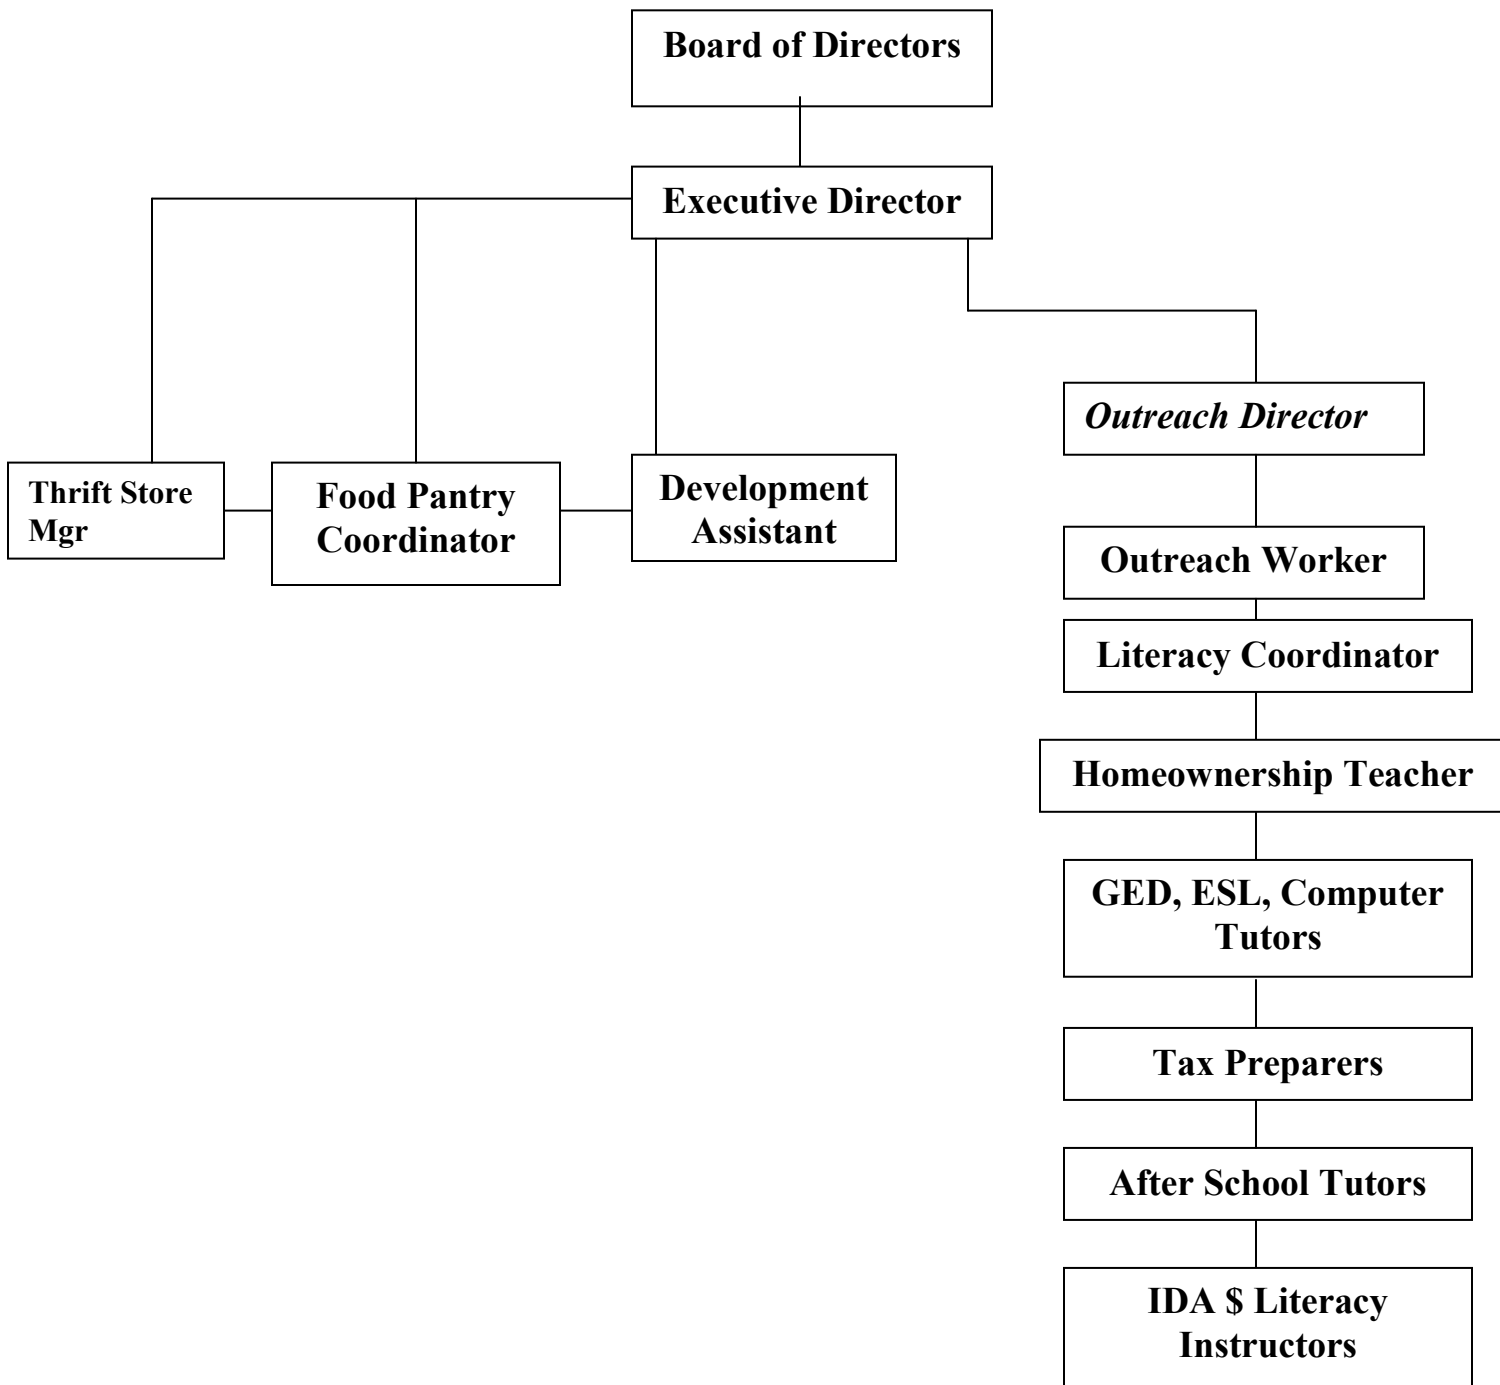 Board of Directors
Executive Director
Outreach Director
Thrift Store
Mgr
Food Pantry
Coordinator
Development
Assistant
Outreach Worker
Literacy Coordinator
Homeownership Teacher
GED, ESL, Computer
Tutors
Tax Preparers
After School Tutors
IDA $ Literacy
Instructors